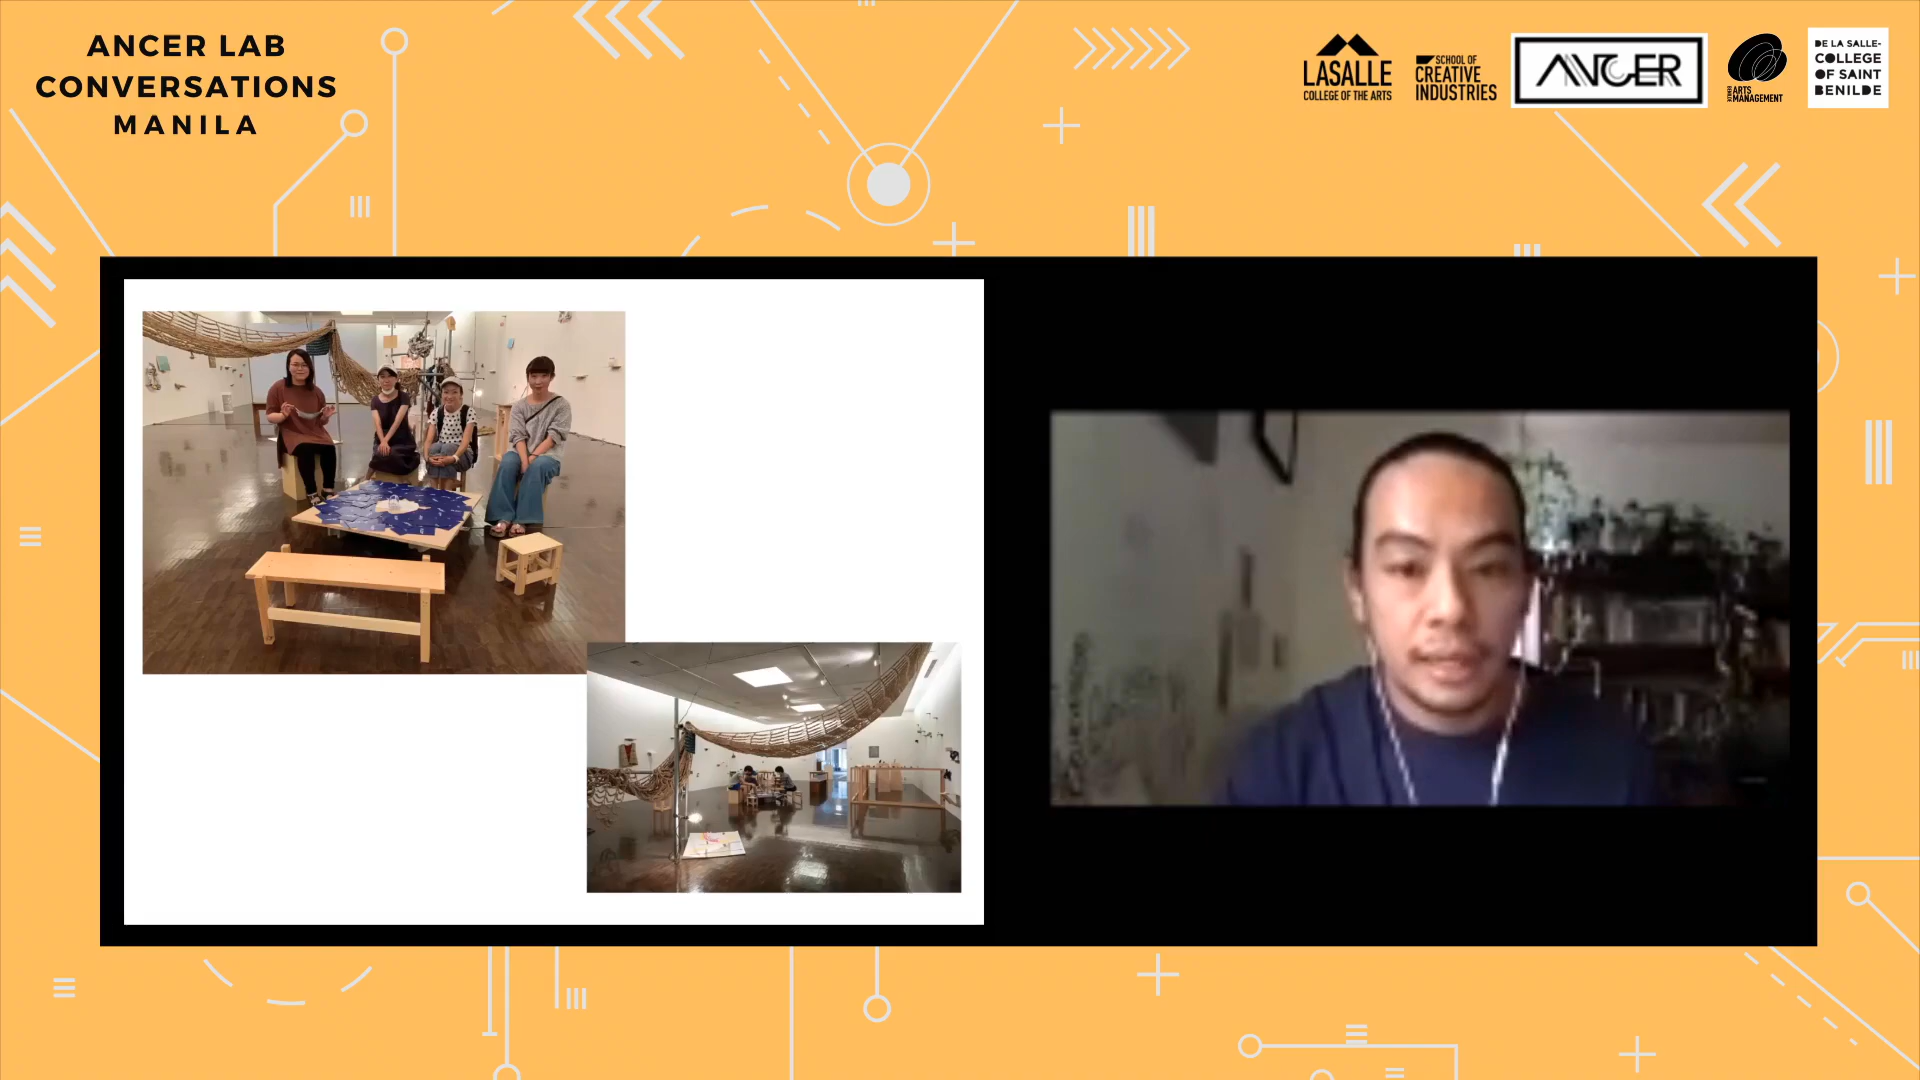 ANCER LAB
CONVERSATIONS
MANILA
LASALLE
COLLEGE OF THE ARTS
SCHOOL OF
CREATIVE
INDUSTRIES
ANCER
ARTS
MANAGEMENT
DE LA SALLE-
COLLEGE
OF SAINT
BENILDE